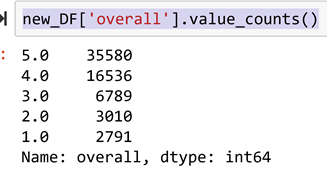 new_DF['overall'].value_counts()
: 5.0 35580
4.0 16536
3.0 6789
2.0 3010
1.0 2791
Name: overall, dtype: int64